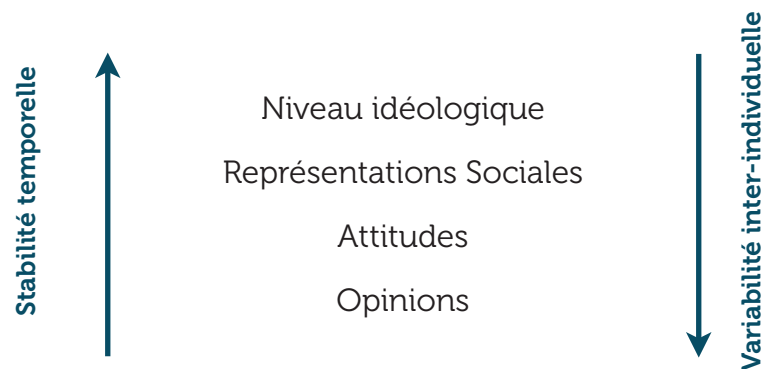 Stabilité temporelle
Niveau idéologique
Représentations Sociales
Attitudes
Opinions
Variabilité inter-individuelle